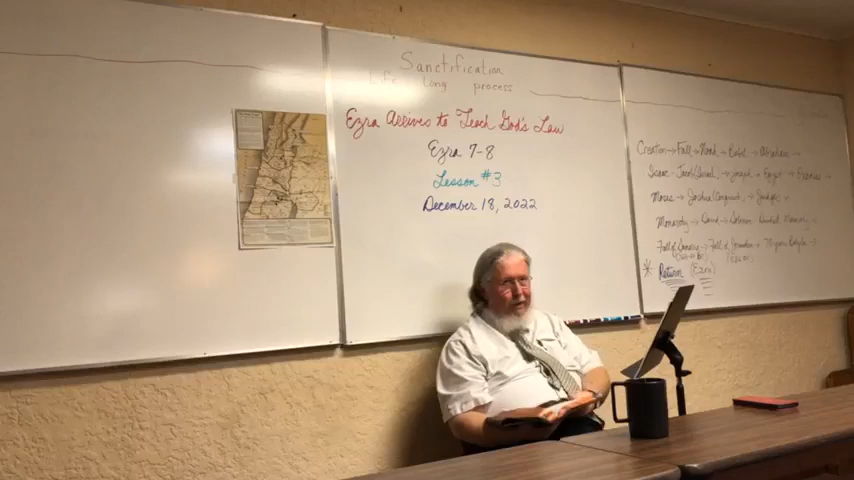 Sanctification
Life long process
Ezra Arrives to Teach God's Law
Ezra 7-8
Lesson #3
December 18, 2022
Creation → Fall → Flood → Babel → Abraham →
Isaac → Jacob/Israel → Joseph → Egypt → Exodus →
Moses → Joshua/Conquest → Judges →
Monarchy → David → Solomon Divided Monarchy →
Fall of Samaria → Fall of Jerusalem → 70 years Babylon →
* Return (Ezra)